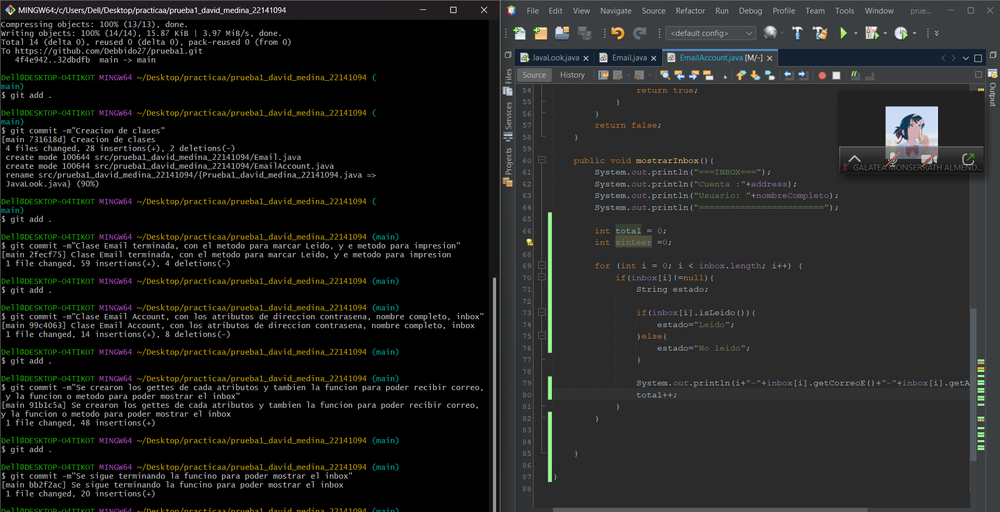 MINGW64:/c/Users/Dell/Desktop/practicaa/prueba1_david_medina_22141094
Compressing objects: 100% (13/13), done.
Writing objects: 100% (14/14), 15.87 KiB | 3.97 MiB/s, done.
Total 14 (delta 0), reused 0 (delta 0), pack-reused 0 (from 0)
To https://github.com/Debbido27/prueba1.git
   4f4e942..32dbdfb  main -> main
Dell@DESKTOP-O4TIKOT MINGW64 ~/Desktop/practicaa/prueba1_david_medina_22141094 (
main)
$ git add .
Dell@DESKTOP-O4TIKOT MINGW64 ~/Desktop/practicaa/prueba1_david_medina_22141094 (
main)
$ git commit -m"Creacion de clases"
[main 731618d] Creacion de clases
 4 files changed, 28 insertions(+), 2 deletions(-)
 create mode 100644 src/prueba1_david_medina_22141094/Email.java
 create mode 100644 src/prueba1_david_medina_22141094/EmailAccount.java
 rename src/prueba1_david_medina_22141094/{Prueba1_david_medina_22141094.java =>
 JavaLook.java} (90%)
Dell@DESKTOP-O4TIKOT MINGW64 ~/Desktop/practicaa/prueba1_david_medina_22141094 (
main)
$ git add .
Dell@DESKTOP-O4TIKOT MINGW64 ~/Desktop/practicaa/prueba1_david_medina_22141094 (main)
$ git commit -m"Clase Email terminada, con el metodo para marcar Leido, y e metodo para impresion"
[main 2fecf75] Clase Email terminada, con el metodo para marcar Leido, y e metodo para impresion
 1 file changed, 59 insertions(+), 4 deletions(-)
Dell@DESKTOP-O4TIKOT MINGW64 ~/Desktop/practicaa/prueba1_david_medina_22141094 (main)
$ git add .
Dell@DESKTOP-O4TIKOT MINGW64 ~/Desktop/practicaa/prueba1_david_medina_22141094 (main)
$ git commit -m"Clase Email Account, con los atributos de direccion contrasena, nombre completo, inbox"
[main 99c4063] Clase Email Account, con los atributos de direccion contrasena, nombre completo, inbox
 1 file changed, 14 insertions(+), 8 deletions(-)
Dell@DESKTOP-O4TIKOT MINGW64 ~/Desktop/practicaa/prueba1_david_medina_22141094 (main)
$ git add .
Dell@DESKTOP-O4TIKOT MINGW64 ~/Desktop/practicaa/prueba1_david_medina_22141094 (main)
$ git commit -m"Se crearon los gettes de cada atributos y tambien la funcion para poder recibir correo,
 y la funcion o metodo para poder mostrar el inbox"
[main 91b1c5a] Se crearon los gettes de cada atributos y tambien la funcion para poder recibir correo,
y la funcion o metodo para poder mostrar el inbox
 1 file changed, 48 insertions(+)
Dell@DESKTOP-O4TIKOT MINGW64 ~/Desktop/practicaa/prueba1_david_medina_22141094 (main)
$ git add .
Dell@DESKTOP-O4TIKOT MINGW64 ~/Desktop/practicaa/prueba1_david_medina_22141094 (main)
$ git commit -m"Se sigue terminando la funcino para poder mostrar el inbox"
[main bb2f2ac] Se sigue terminando la funcino para poder mostrar el inbox
 1 file changed, 20 insertions(+)
Dell@DESKTOP-O4TIKOT MINGW64 ~/Desktop/practicaa/prueba1_david_medina_22141094 (main)
File Edit View Navigate Source Refactor Run Debug Profile Team Tools Window prue...
<default config>
JavaLook.java Email.java EmailAccount.java [M/-]
Source History
Files
Services
Projects
Output
54 return true;
55 }
56 }
57 return false;
58 }
59
60 public void mostrarInbox(){
61 System.out.println("===INBOX===");
62 System.out.println("Cuenta :"+address);
63 System.out.println("Usuario: "+nombreCompleto);
64 System.out.println("========================");
65
66 int total = 0;
int sinLeer =0;
68
69 for (int i = 0; i < inbox.length; i++) {
70 if(inbox[i]!=null){
71 String estado;
72
73 if(inbox[i].isLeido()){
74 estado="Leido";
75 }else{
76 estado="No leido";
77 }
78
79 System.out.println(i+"-"+inbox[i].getCorreoE()+"-"+inbox[i].getA
80 total++;
81 }
82 }
83
84
85 }
86
87 }
88
GALATEA MONSERRATH ALMEND...